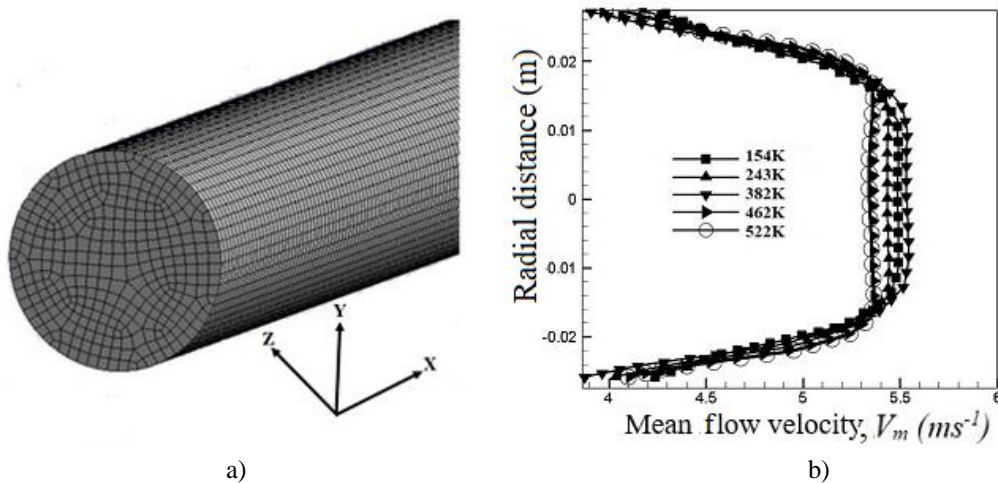 Y
Z
X
a)
Radial distance (m)
0.02
0.01
0
-0.01
-0.02
154K
243K
382K
462K
522K
4
4.5
5
5.5
6
Mean flow velocity, Vm (ms-1)
b)